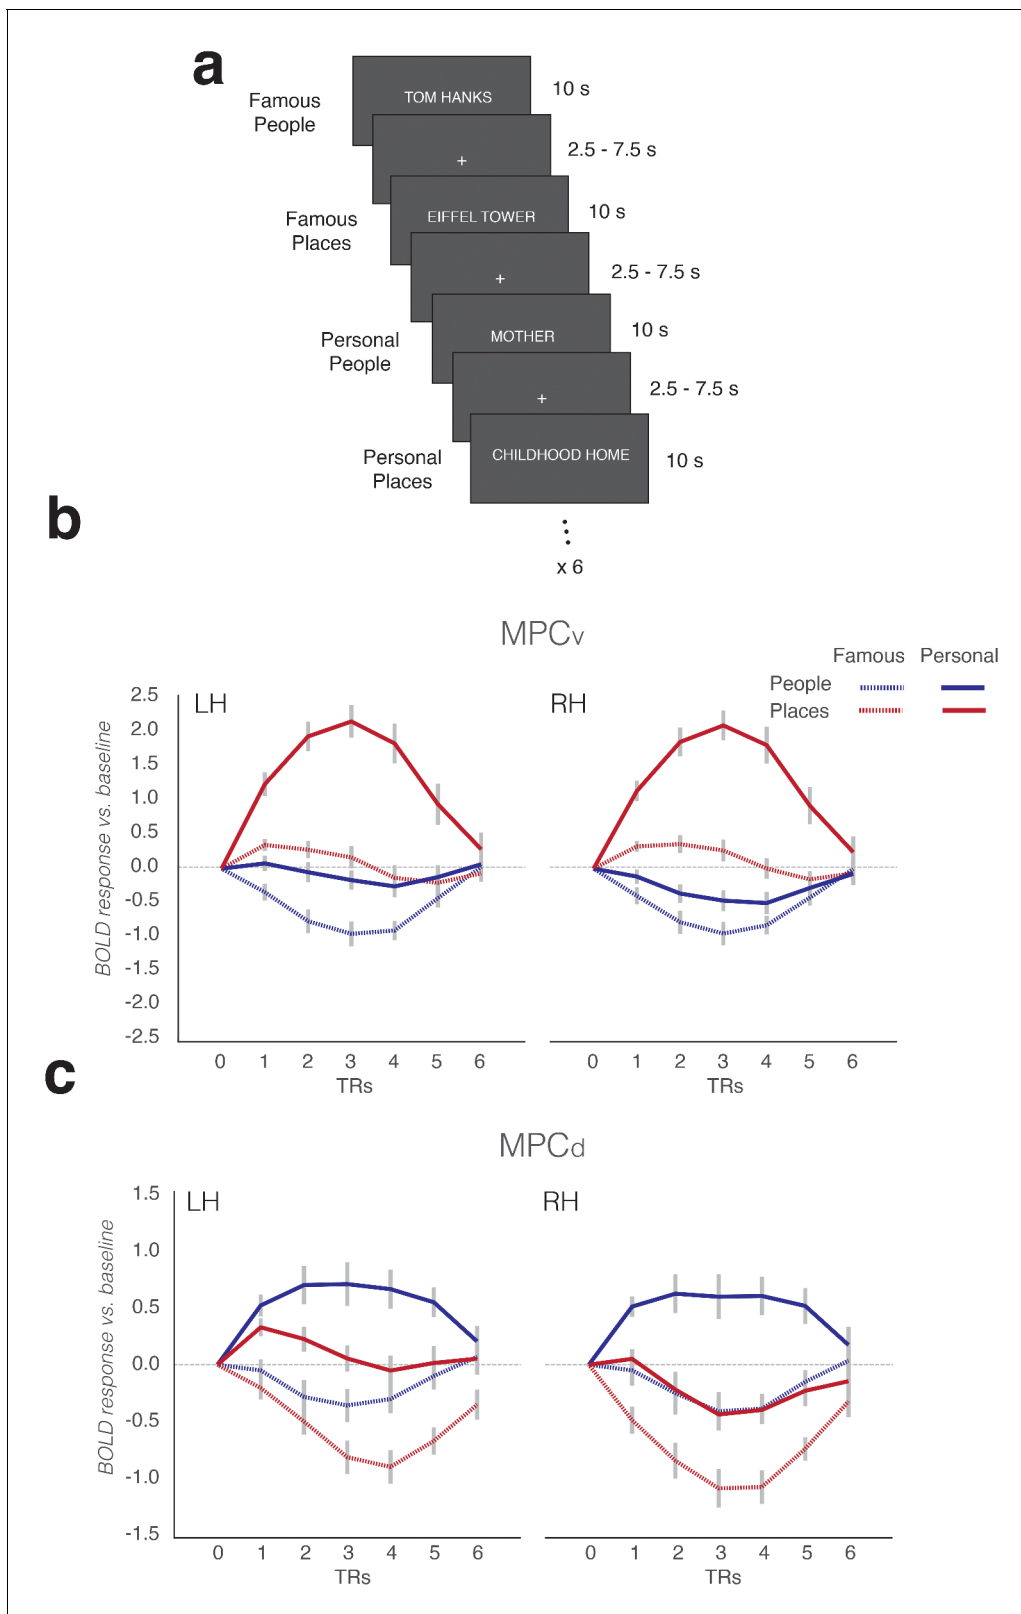 a
Famous
People
TOM HANKS
10 s
+
2.5 - 7.5 s
Famous
Places
EIFFEL TOWER
10 s
+
2.5 - 7.5 s
Personal
People
MOTHER
10 s
+
2.5 - 7.5 s
Personal
Places
CHILDHOOD HOME
10 s
x 6
b
MPCv
Famous Personal
People
Places
LH
RH
BOLD response vs. baseline
2.5
2.0
1.5
1.0
0.5
0.0
-0.5
-1.0
-1.5
-2.0
-2.5
0 1 2 3 4 5 6
TRs
0 1 2 3 4 5 6
TRs
c
MPCd
LH
RH
BOLD response vs. baseline
1.5
1.0
0.5
0.0
-0.5
-1.0
-1.5
0 1 2 3 4 5 6
TRs
0 1 2 3 4 5 6
TRs